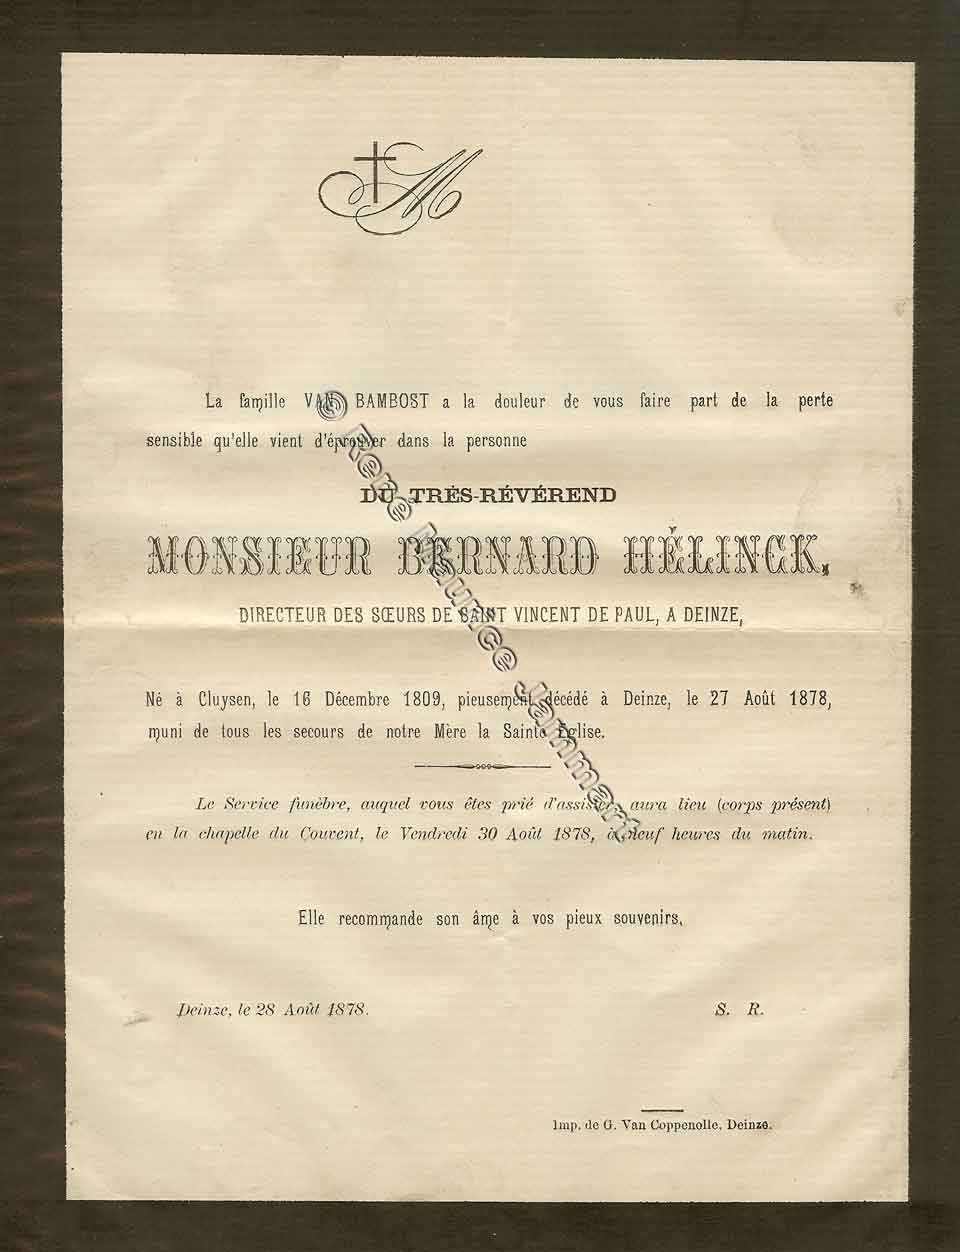 M
La famille VAN BAMBOST a la douleur de vous faire part de la perte
sensible qu'elle vient d'éprouver dans la personne
DU TRÈS-RÉVÉREND
MONSIEUR BERNARD HÉLINCK,
DIRECTEUR DES SŒURS DE SAINT VINCENT DE PAUL, A DEINZE,
Né à Cluysen, le 16 Décembre 1809, pieusement décédé à Deinze, le 27 Août 1878,
muni de tous les secours de notre Mère la Sainte Église.
Le Service funèbre, auquel vous êtes prié d'assister, aura lieu (corps présent)
en la chapelle du Couvent, le Vendredi 30 Août 1878, à neuf heures du matin.
Elle recommande son âme à vos pieux souvenirs.
Deinze, le 28 Août 1878. S. R.
Imp. de G. Van Coppenolle, Deinze.
© Rene Maurice Jammart